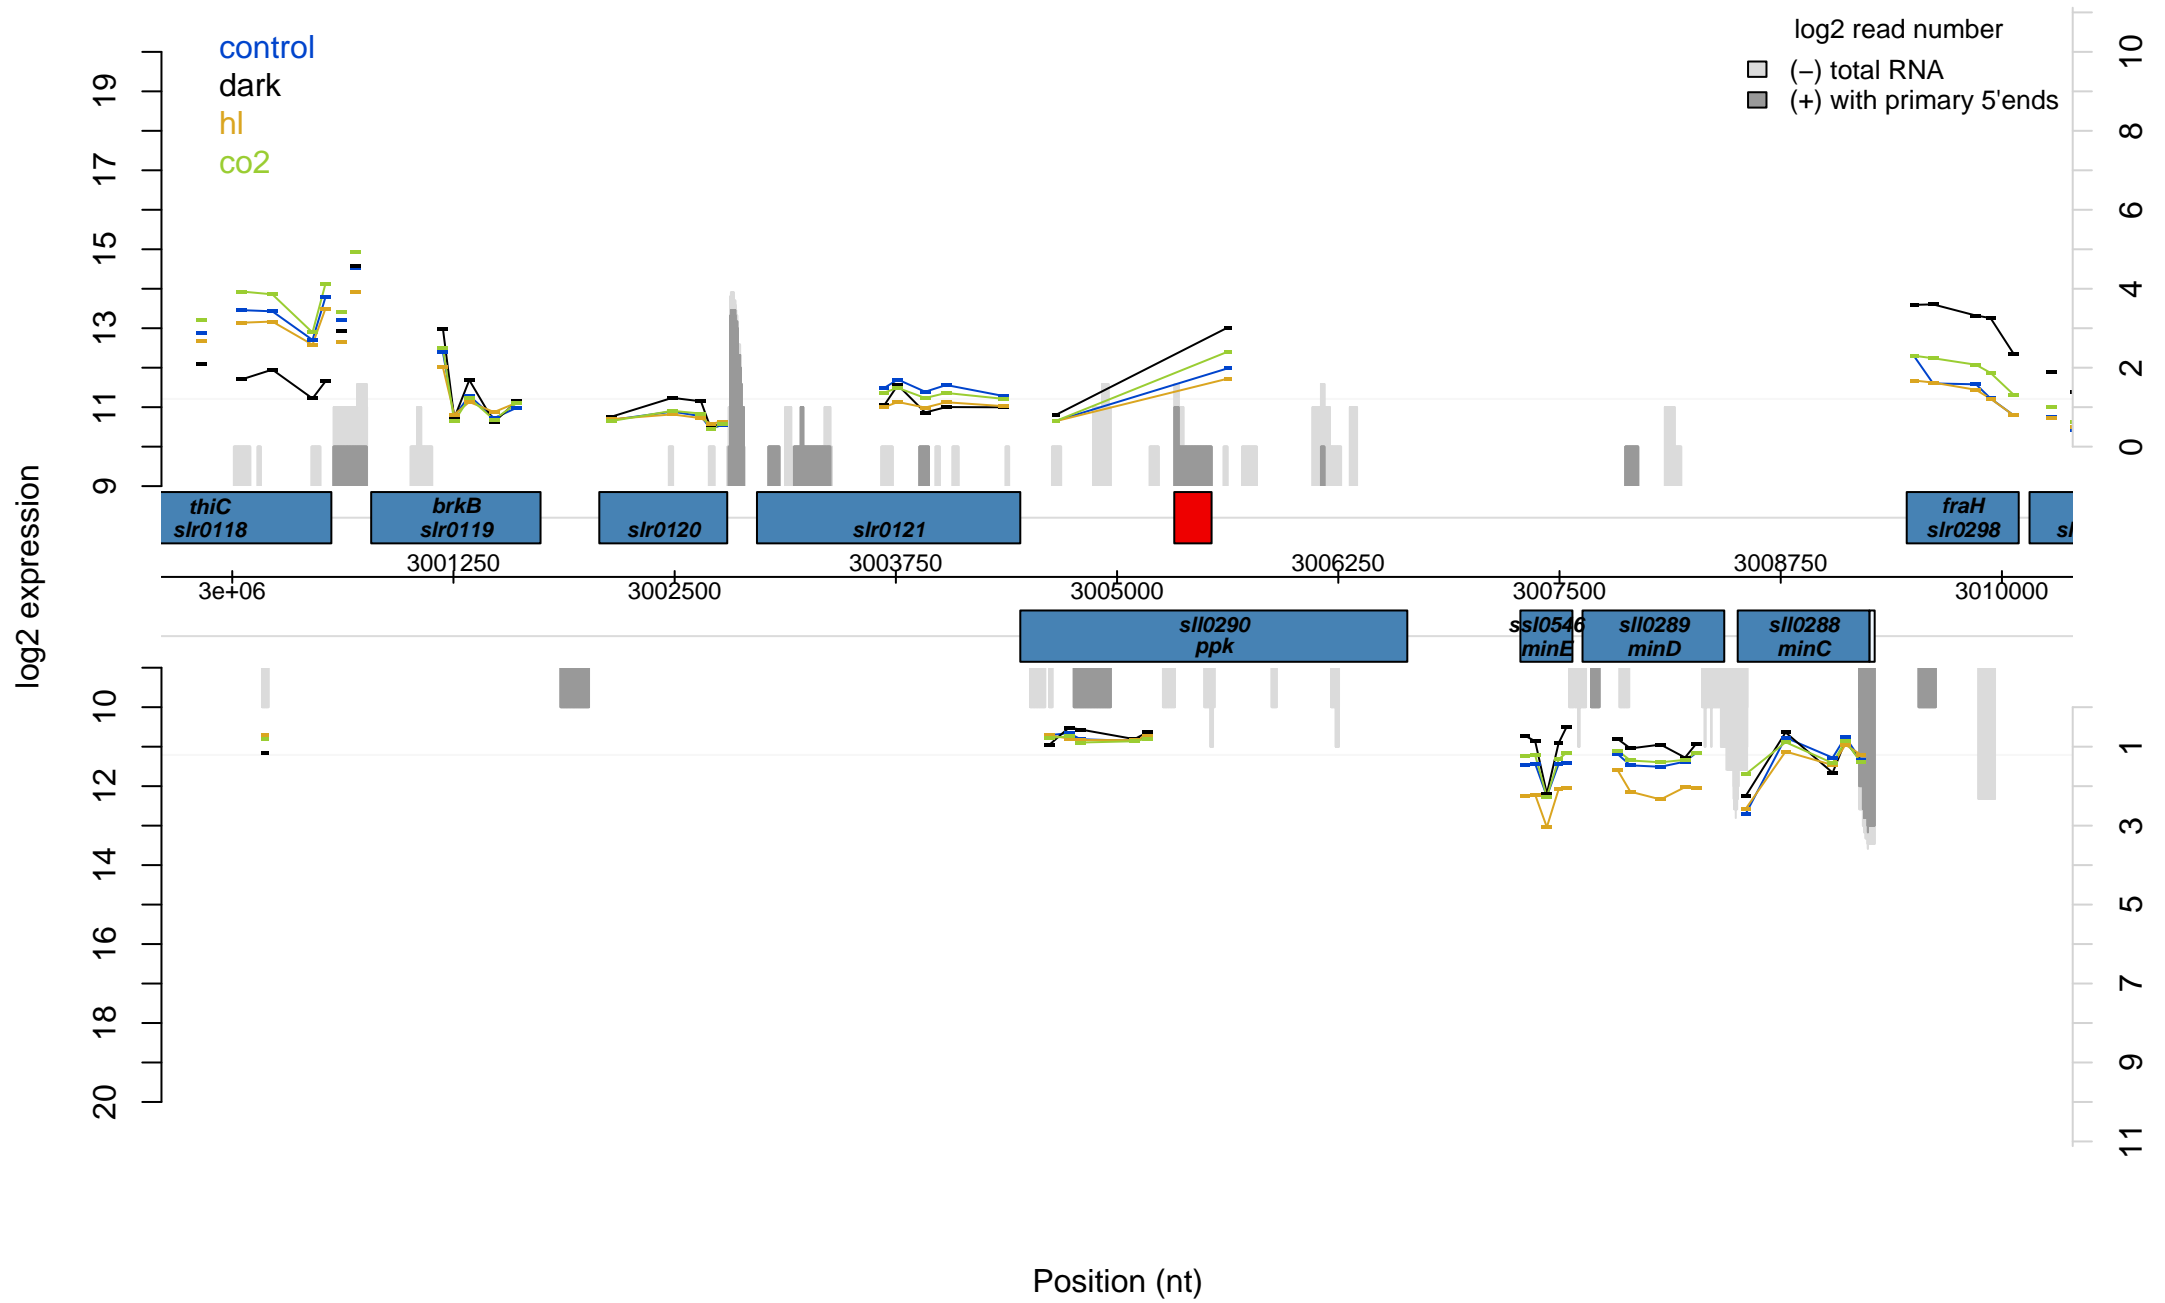 control
dark
hl
co2
log2 read number
(−) total RNA
(+) with primary 5'ends
19
17
15
13
11
9
10
8
6
4
2
0
log2 expression
thiC
slr0118
brkB
slr0119
slr0120
slr0121
fraH
slr0298
sl
3001250
3003750
3006250
3008750
3e+06
3002500
3005000
3007500
3010000
sll0290
ppk
ssl0546
minE
sll0289
minD
sll0288
minC
10
12
14
16
18
20
1
3
5
7
9
11
Position (nt)